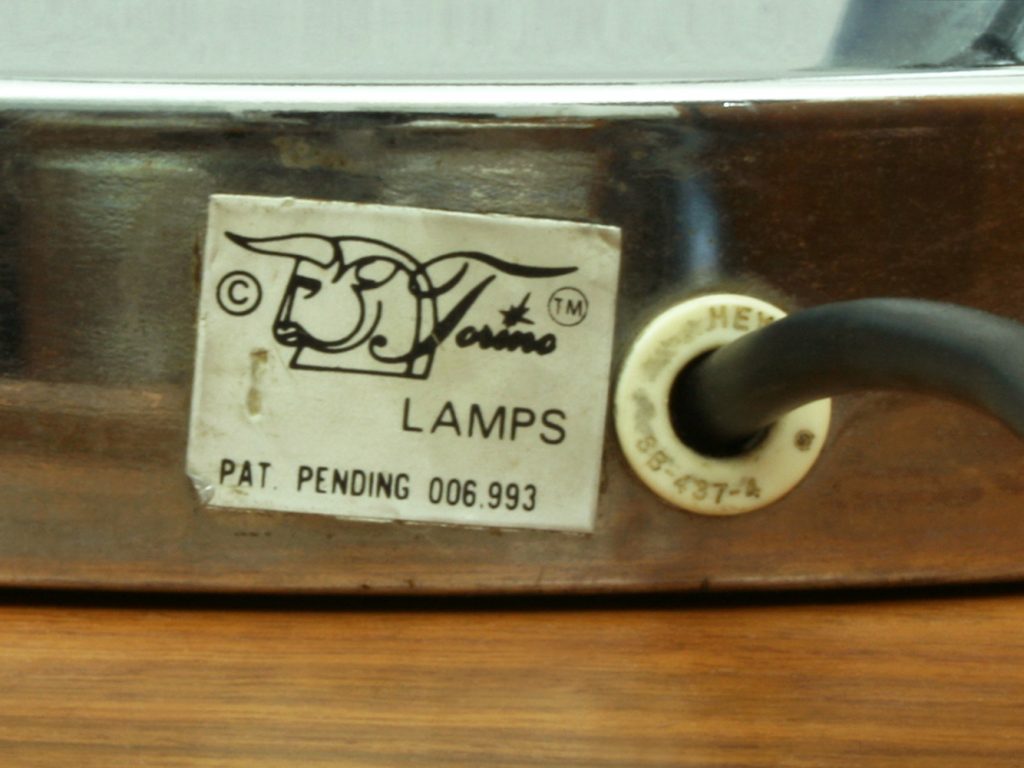 © Torino TM
LAMPS
PAT. PENDING 006.993
HEY
SB-437-4